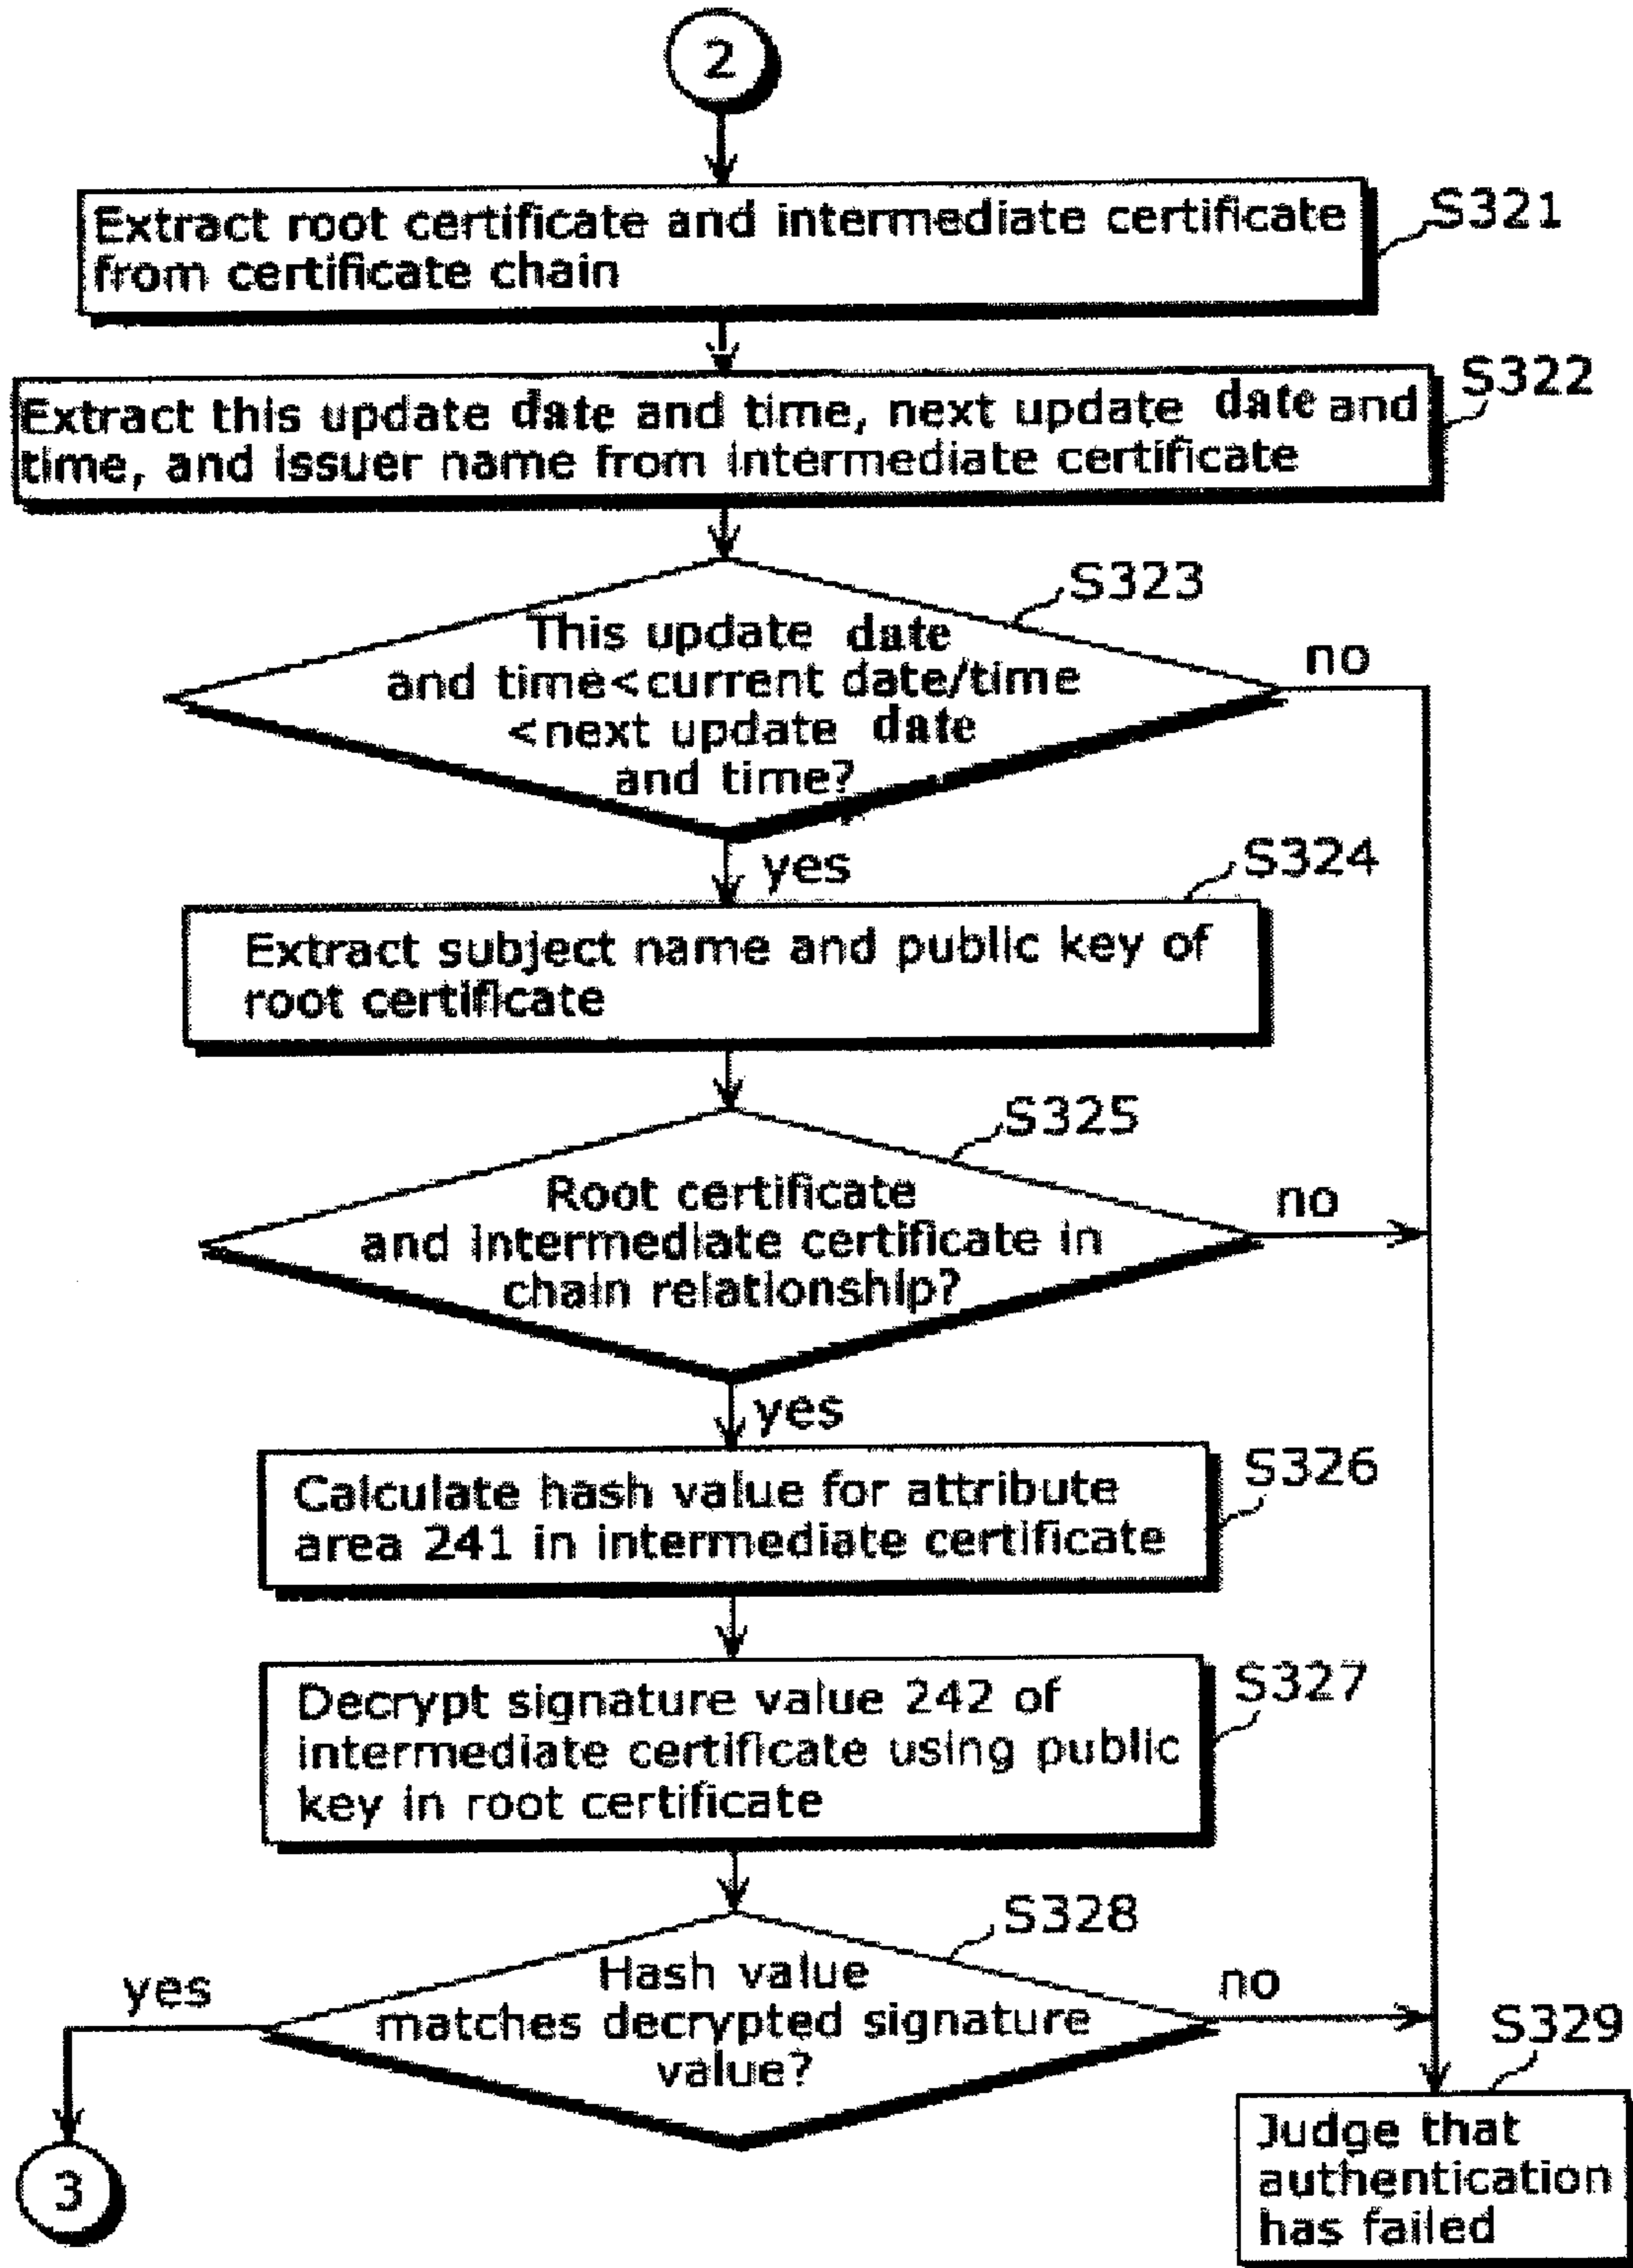 2
Extract root certificate and intermediate certificate
from certificate chain
S321
Extract this update date and time, next update date and
time, and issuer name from intermediate certificate
S322
This update date
and time<current date/time
<next update date
and time?
S323
no
yes
S324
Extract subject name and public key of
root certificate
S325
Root certificate
and intermediate certificate in
chain relationship?
no
yes
Calculate hash value for attribute
area 241 in intermediate certificate
S326
Decrypt signature value 242 of
intermediate certificate using public
key in root certificate
S327
S328
Hash value
matches decrypted signature
value?
yes
no
3
S329
Judge that
authentication
has failed